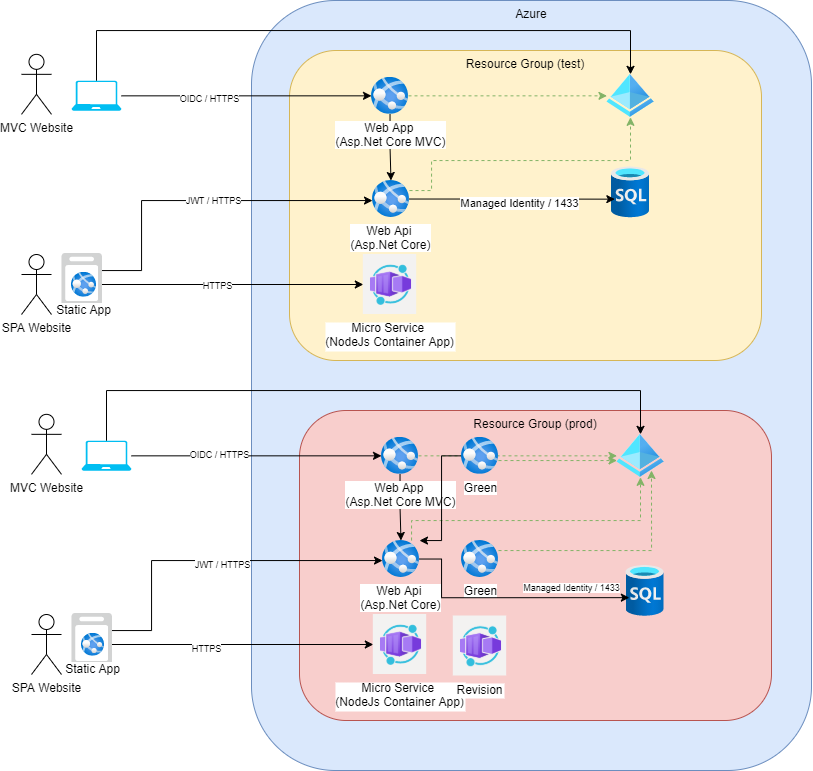 Azure
Resource Group (test)
MVC Website
OIDC / HTTPS
Web App
(Asp.Net Core MVC)
JWT / HTTPS
Managed Identity / 1433
SQL
Web Api
(Asp.Net Core)
SPA Website
Static App
HTTPS
Micro Service
(NodeJs Container App)
Resource Group (prod)
MVC Website
OIDC / HTTPS
Web App
(Asp.Net Core MVC)
Green
JWT / HTTPS
Web Api
(Asp.Net Core)
Green
Managed Identity / 1433
SQL
SPA Website
Static App
HTTPS
Micro Service
(NodeJs Container App)
Revision